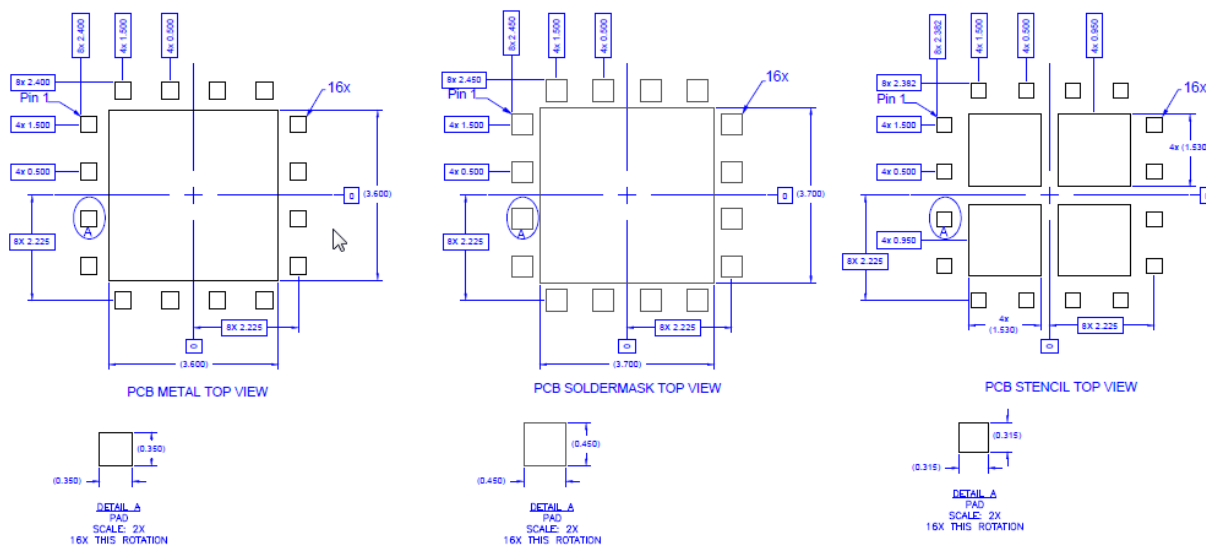 8x 2.400
4x 1.500
4x 0.500
8x 2.400
Pin 1
16x
4x 1.500
4x 0.500
0
(3.600)
A
8X 2.225
8X 2.225
0
(3.600)
PCB METAL TOP VIEW
(0.350)
(0.350)
DETAIL A
PAD
SCALE: 2X
16X THIS ROTATION
8x 2.450
4x 1.500
4x 0.500
8x 2.450
Pin 1
16x
4x 1.500
4x 0.500
0
(3.700)
A
8X 2.225
8X 2.225
0
(3.700)
PCB SOLDERMASK TOP VIEW
(0.450)
(0.450)
DETAIL A
PAD
SCALE: 2X
16X THIS ROTATION
8x 2.382
4x 1.500
4x 0.500
4x 0.950
8x 2.382
Pin 1
16x
4x 1.500
4x (1.530)
4x 0.500
A
4x 0.950
8X 2.225
4x
(1.530)
8X 2.225
0
PCB STENCIL TOP VIEW
(0.315)
(0.315)
DETAIL A
PAD
SCALE: 2X
16X THIS ROTATION